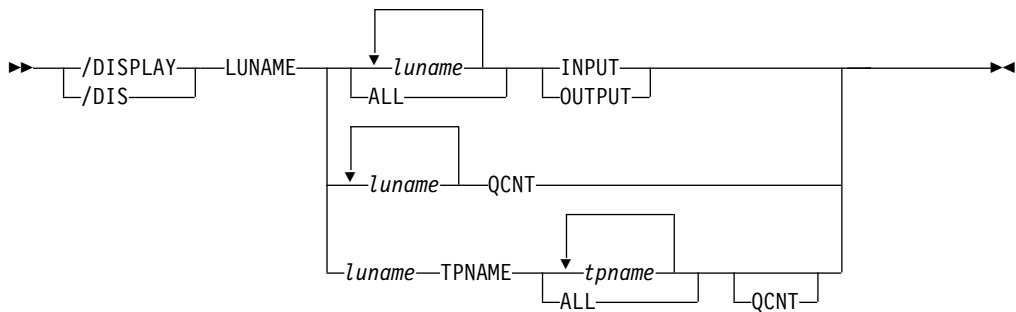 /DISPLAY LUNAME luname INPUT
/DIS ALL OUTPUT
luname QCNT
luname TPNAME tpname
ALL QCNT